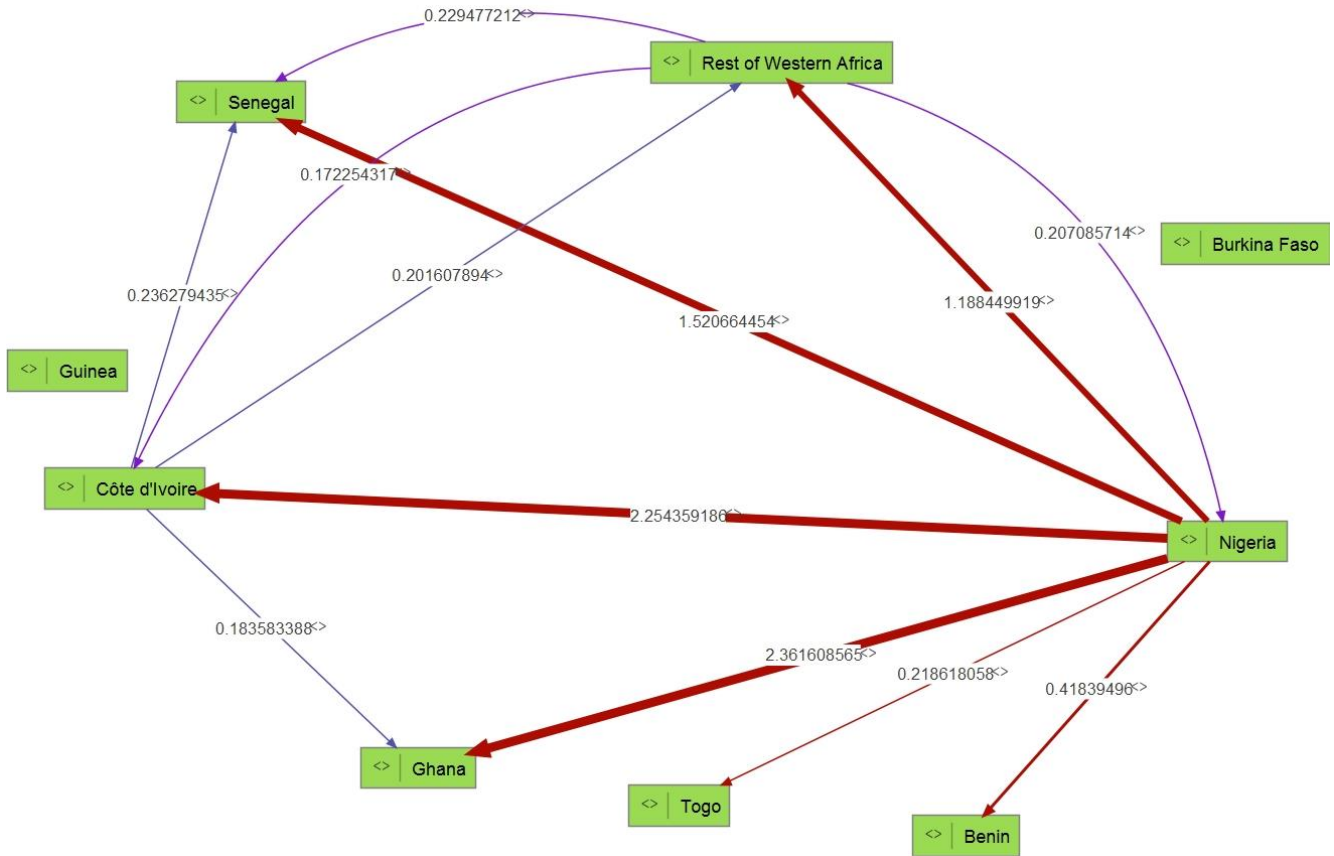 0.229477212<>
<> Rest of Western Africa
<> Senegal
0.172254317<>
0.207085714<>
<> Burkina Faso
0.201607894<>
0.236279435<>
1.188449919<>
1.520664454<>
<> Guinea
<> Côte d'Ivoire
2.254359186<>
<> Nigeria
0.183583388<>
2.361608565<>
0.218618058<>
0.41839496<>
<> Ghana
<> Togo
<> Benin